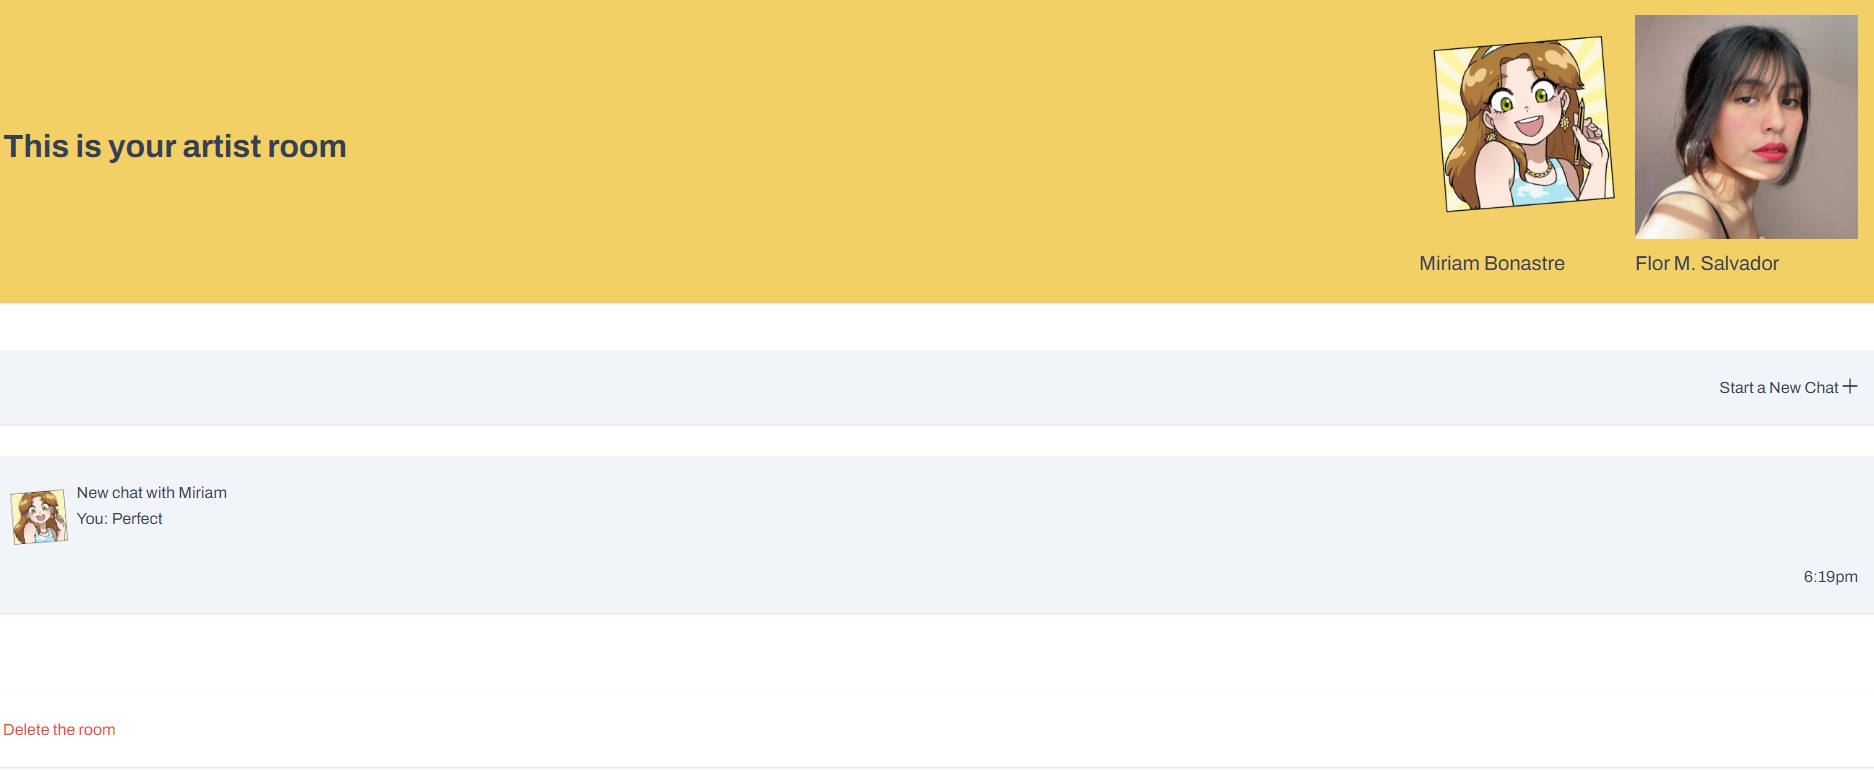 This is your artist room
Miriam Bonastre
Flor M. Salvador
Start a New Chat +
New chat with Miriam
You: Perfect
6:19pm
Delete the room